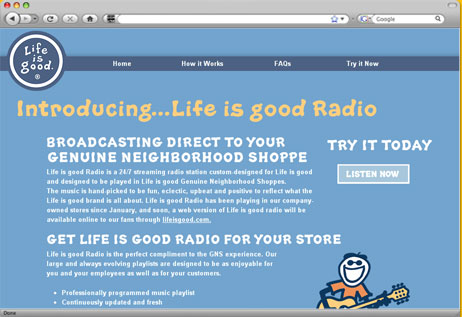 Google
Life
is
good.
®
Home How it Works FAQs Try it Now
Introducing...Life is good Radio
BROADCASTING DIRECT TO YOUR
GENUINE NEIGHBORHOOD SHOPPE
Life is good Radio is a 24/7 streaming radio station custom-designed for Life is good
and designed to be played in Life is good Genuine Neighborhood Shoppes.
The music is hand-picked to be fun, eclectic, upbeat and positive to reflect what the
Life is good brand is all about. Life is good Radio has been playing in our company-
owned stores since January, and soon, a web version of Life is good radio will be
available online to our fans through lifeisgood.com.
TRY IT TODAY
LISTEN NOW
GET LIFE IS GOOD RADIO FOR YOUR STORE
Life is good Radio is the perfect compliment to the GNS experience. Our
large and always evolving playlists are designed to be as enjoyable for
you and your employees as well as for your customers.
• Professionally programmed music playlist
• Continuously updated and fresh
Done